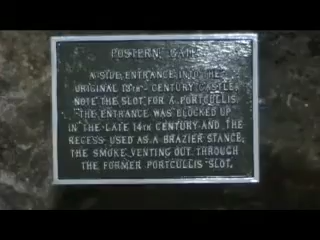 POSTERN GATE
A SIDE ENTRANCE INTO THE
ORIGINAL 13TH - CENTURY CASTLE.
NOTE THE SLOT FOR A PORTCULLIS.
THE ENTRANCE WAS BLOCKED UP
IN THE LATE 14TH CENTURY AND THE
RECESS USED AS A BRAZIER STANCE,
THE SMOKE VENTING OUT THROUGH
THE FORMER PORTCULLIS SLOT.